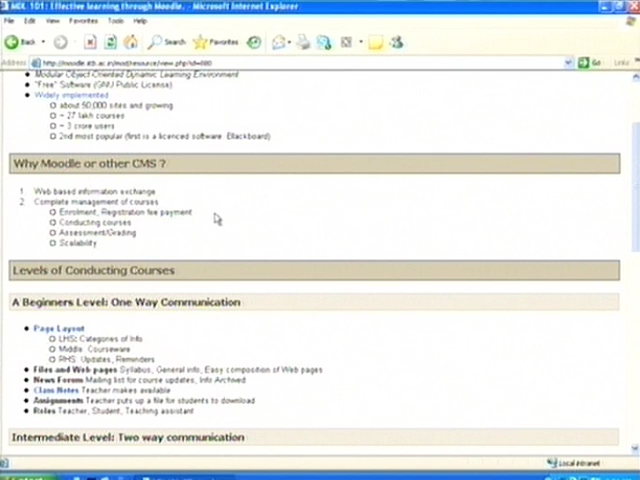 MDL 101: Effective learning through Moodle. - Microsoft Internet Explorer
File Edit View Favorites Tools Help
Back Search Favorites
Address Go Links
Modular Object Oriented Dynamic Learning Environment
"Free" Software (GNU Public License)
Widely implemented
about 50,000 sites and growing
~ 27 lakh courses
~ 3 crore users
2nd most popular (first is a licenced software: Blackboard)
Why Moodle or other CMS ?
1. Web based information exchange
2. Complete management of courses
Enrolment, Registration fee payment
Conducting courses
Assessment/Grading
Scalability
Levels of Conducting Courses
A Beginners Level: One Way Communication
Page Layout
LHS: Categories of Info
Middle: Courseware
RHS: Updates, Reminders
Files and Web pages Syllabus, General info, Easy composition of Web pages
News Forum Mailing list for course updates, Info Archived
Class Notes Teacher makes available
Assignments Teacher puts up a file for students to download
Roles Teacher, Student, Teaching assistant
Intermediate Level: Two way communication
Local intranet